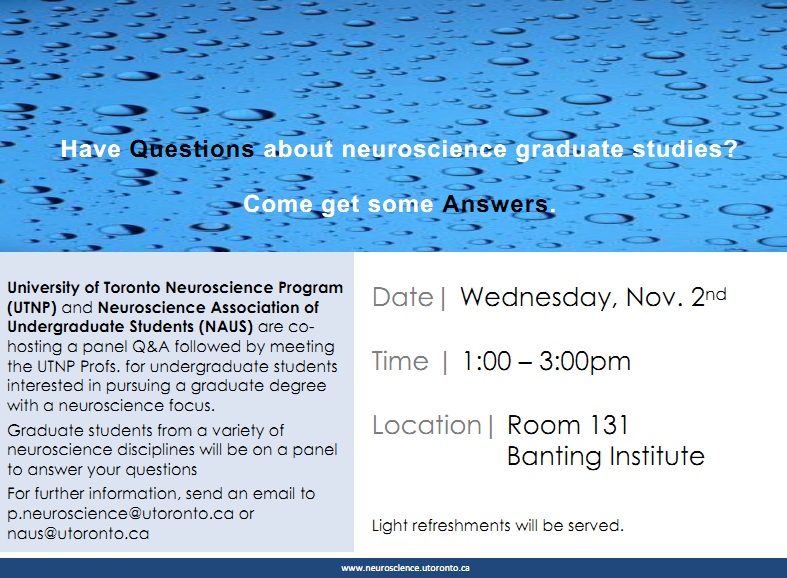 Have Questions about neuroscience graduate studies?
Come get some Answers.
University of Toronto Neuroscience Program
(UTNP) and Neuroscience Association of
Undergraduate Students (NAUS) are co-
hosting a panel Q&A followed by meeting
the UTNP Profs. for undergraduate students
interested in pursuing a graduate degree
with a neuroscience focus.
Graduate students from a variety of
neuroscience disciplines will be on a panel
to answer your questions
For further information, send an email to
p.neuroscience@utoronto.ca or
naus@utoronto.ca
Date| Wednesday, Nov. 2nd
Time | 1:00 – 3:00pm
Location| Room 131
Banting Institute
Light refreshments will be served.
www.neuroscience.utoronto.ca